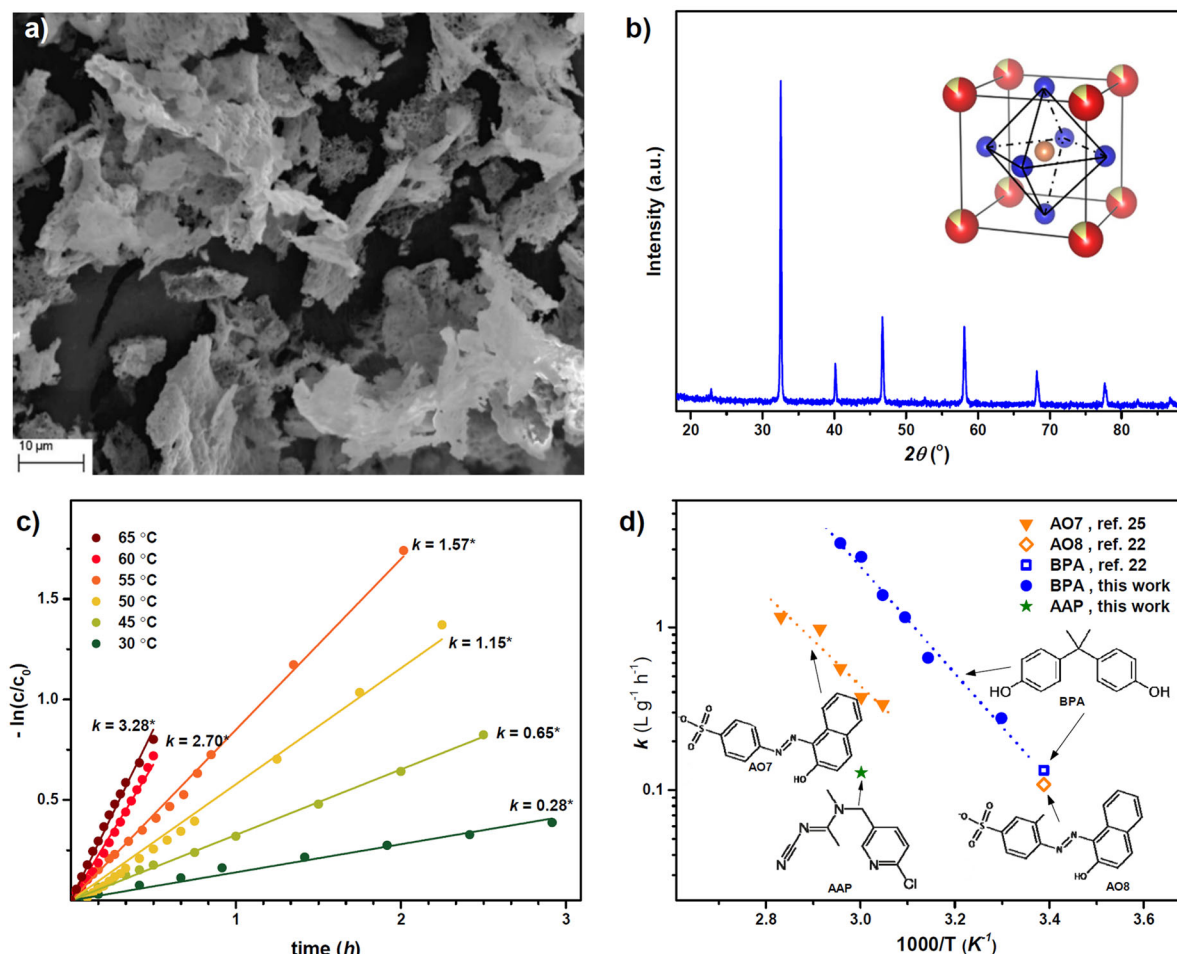 a)
10 µm
b)
Intensity (a.u.)
20 30 40 50 60 70 80
2θ (°)
c)
65 °C
60 °C
55 °C
50 °C
45 °C
30 °C
k = 1.57*
k = 1.15*
k = 3.28*
k = 2.70*
k = 0.65*
k = 0.28*
- ln(c/c0)
1.5
1.0
0.5
1 2 3
time (h)
d)
AO7 , ref. 25
AO8 , ref. 22
BPA , ref. 22
BPA , this work
AAP , this work
k (L g-1 h-1)
1
0.1
HO
OH
BPA
-O
O
S
O
N
N
HO
AO7
N
N
N
N
Cl
AAP
O
-O
S
O
N
N
HO
AO8
2.8 3.0 3.2 3.4 3.6
1000/T (K-1)